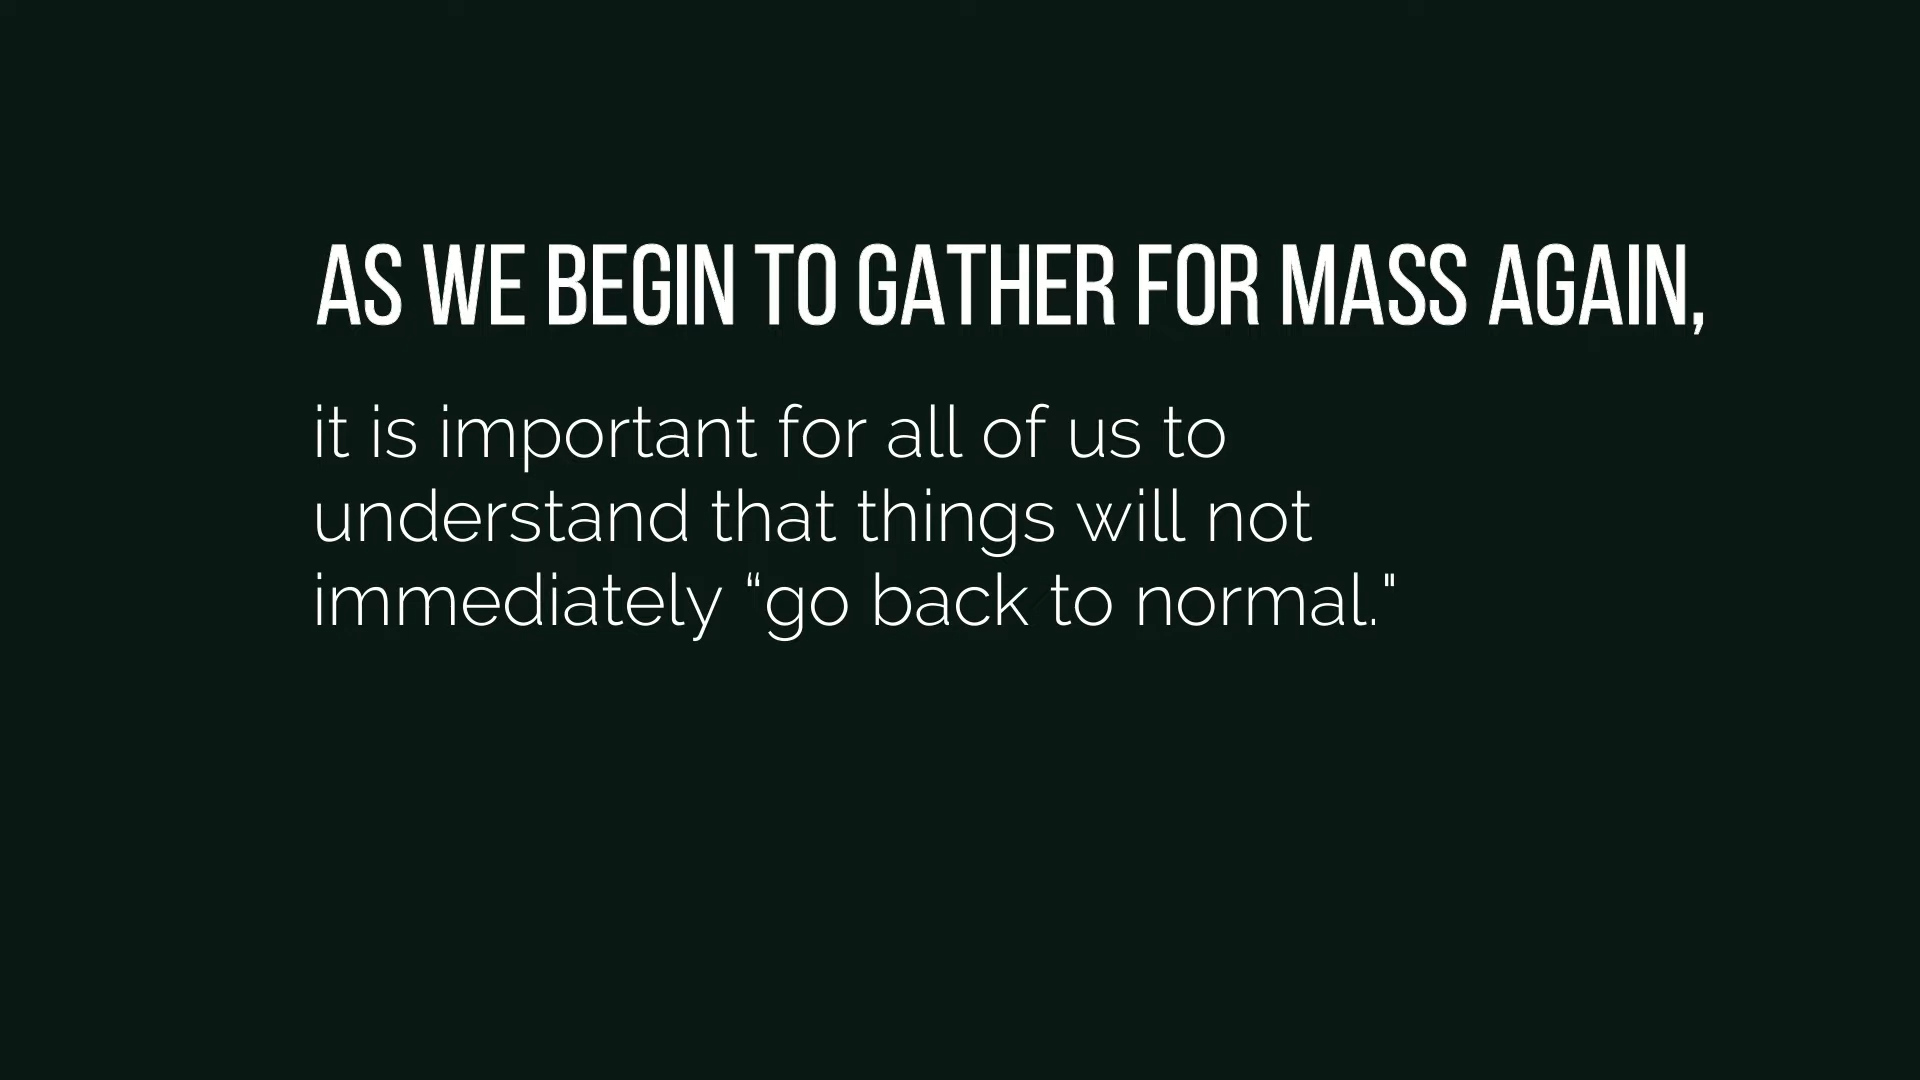 AS WE BEGIN TO GATHER FOR MASS AGAIN,
it is important for all of us to
understand that things will not
immediately “go back to normal."